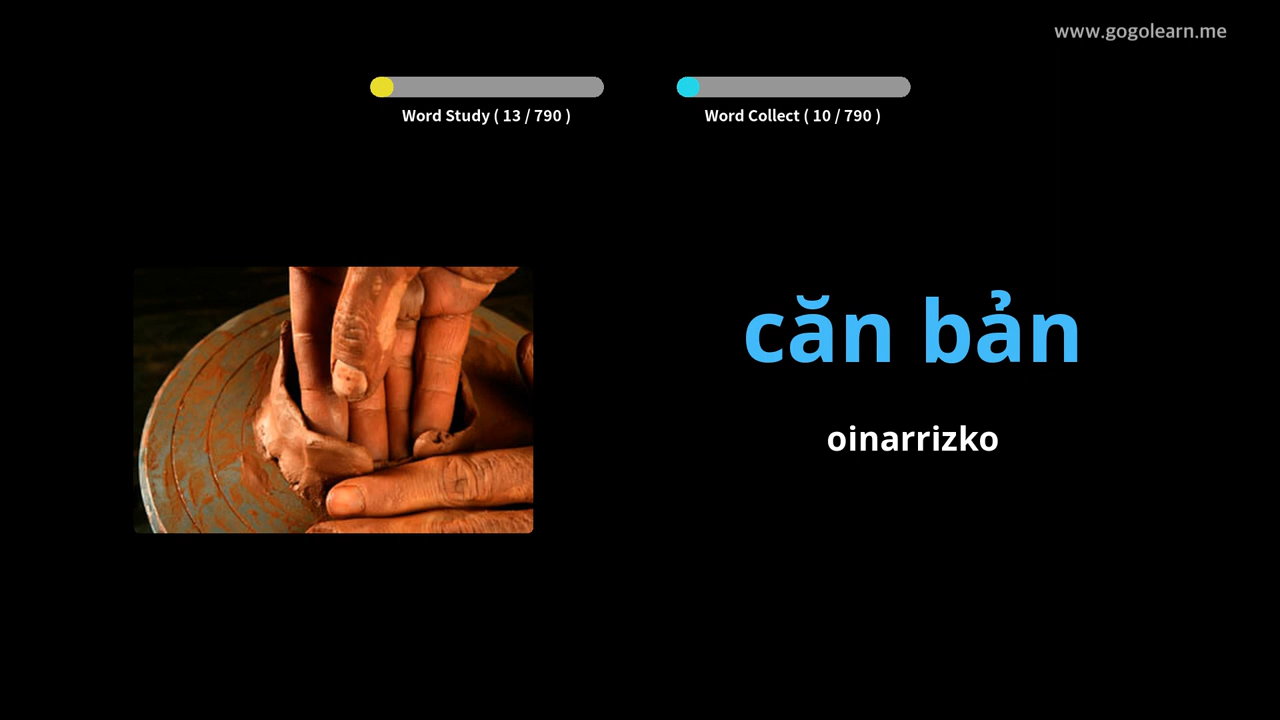 www.gogolearn.me
Word Study ( 13 / 790 )
Word Collect ( 10 / 790 )
căn bản
oinarrizko